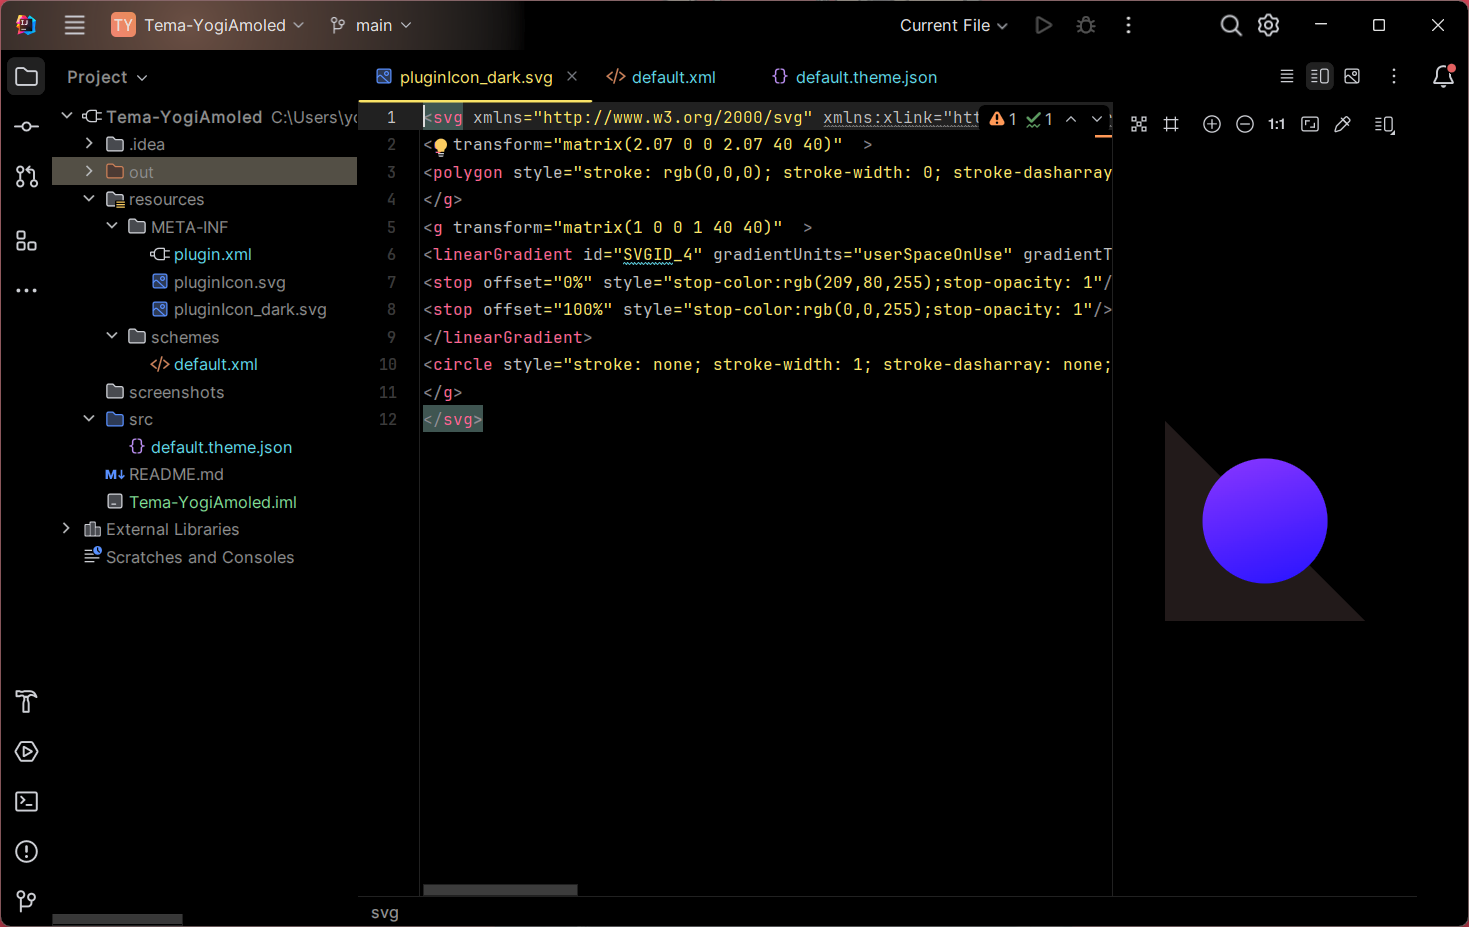 TY Tema-YogiAmoled main Current File
Project
pluginIcon_dark.svg default.xml {} default.theme.json
Tema-YogiAmoled C:\Users\yo
.idea
out
resources
META-INF
plugin.xml
pluginIcon.svg
pluginIcon_dark.svg
schemes
</> default.xml
screenshots
src
{} default.theme.json
M↓ README.md
Tema-YogiAmoled.iml
External Libraries
Scratches and Consoles
1 <svg xmlns="http://www.w3.org/2000/svg" xmlns:xlink="htt 1 1
2 < transform="matrix(2.07 0 0 2.07 40 40)"  >
3 <polygon style="stroke: rgb(0,0,0); stroke-width: 0; stroke-dasharray
4 </g>
5 <g transform="matrix(1 0 0 1 40 40)"  >
6 <linearGradient id="SVGID_4" gradientUnits="userSpaceOnUse" gradientT
7 <stop offset="0%" style="stop-color:rgb(209,80,255);stop-opacity: 1"/
8 <stop offset="100%" style="stop-color:rgb(0,0,255);stop-opacity: 1"/>
9 </linearGradient>
10 <circle style="stroke: none; stroke-width: 1; stroke-dasharray: none;
11 </g>
12 </svg>
1:1
svg